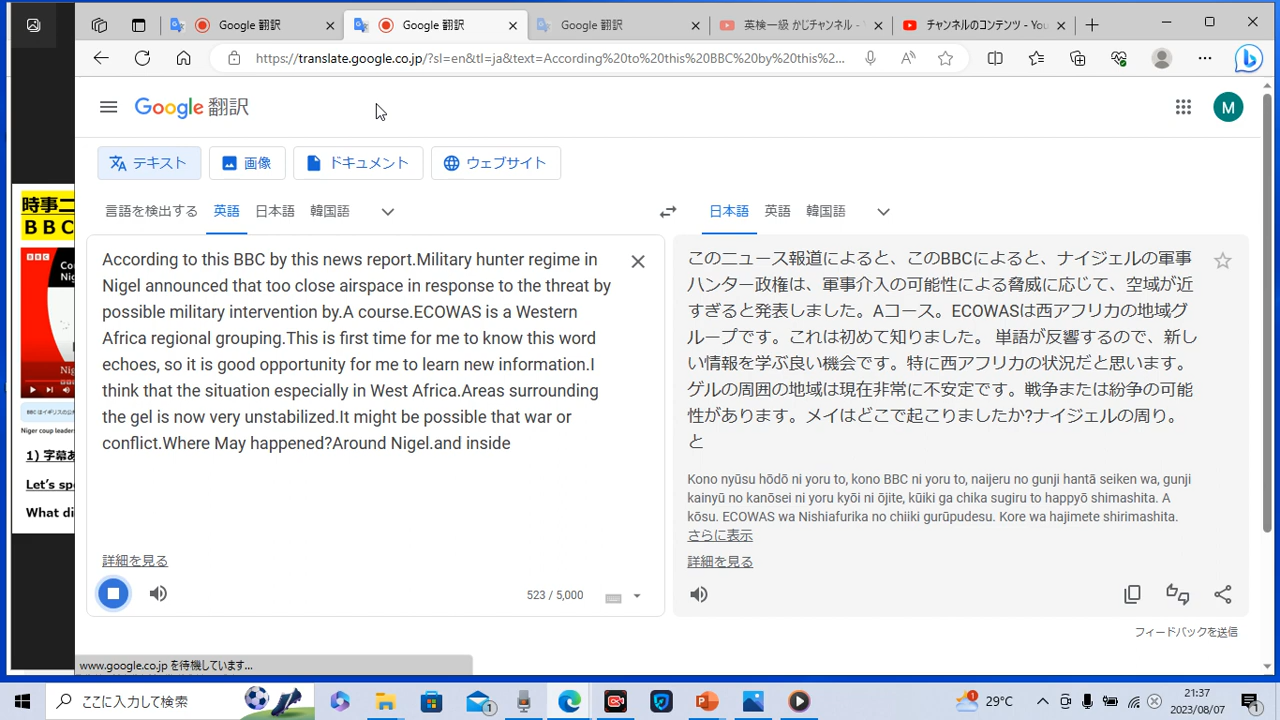 Google 翻訳
Google 翻訳
Google 翻訳
英検一級 かじチャンネル - Y
チャンネルのコンテンツ - You
https://translate.google.co.jp/?sl=en&tl=ja&text=According%20to%20this%20BBC%20by%20this%2...
Google 翻訳
M
テキスト
画像
ドキュメント
ウェブサイト
言語を検出する 英語 日本語 韓国語
日本語 英語 韓国語
According to this BBC by this news report.Military hunter regime in
Nigel announced that too close airspace in response to the threat by
possible military intervention by.A course.ECOWAS is a Western
Africa regional grouping.This is first time for me to know this word
echoes, so it is good opportunity for me to learn new information.I
think that the situation especially in West Africa.Areas surrounding
the gel is now very unstabilized.It might be possible that war or
conflict.Where May happened?Around Nigel.and inside
詳細を見る
523 / 5,000
このニュース報道によると、このBBCによると、ナイジェルの軍事
ハンター政権は、軍事介入の可能性による脅威に応じて、空域が近
すぎると発表しました。Aコース。ECOWASは西アフリカの地域グ
ループです。これは初めて知りました。 単語が反響するので、新し
い情報を学ぶ良い機会です。特に西アフリカの状況だと思います。
ゲルの周囲の地域は現在非常に不安定です。戦争または紛争の可能
性があります。メイはどこで起こりましたか?ナイジェルの周り。
と
Kono nyūsu hōdō ni yoru to, kono BBC ni yoru to, naijeru no gunji hantā seiken wa, gunji
kainyū no kanōsei ni yoru kyōi ni ōjite, kūiki ga chika sugiru to happyō shimashita. A
kōsu. ECOWAS wa Nishiafurika no chiiki gurūpudesu. Kore wa hajimete shirimashita.
さらに表示
詳細を見る
フィードバックを送信
時事二
BBC
BBC
Co
Nig
Nig
BBC はイギリスの公
Niger coup leader
1) 字幕あ
Let's sp
What di
www.google.co.jp を待機しています...
ここに入力して検索
1
1
29°C
21:37
2023/08/07
1